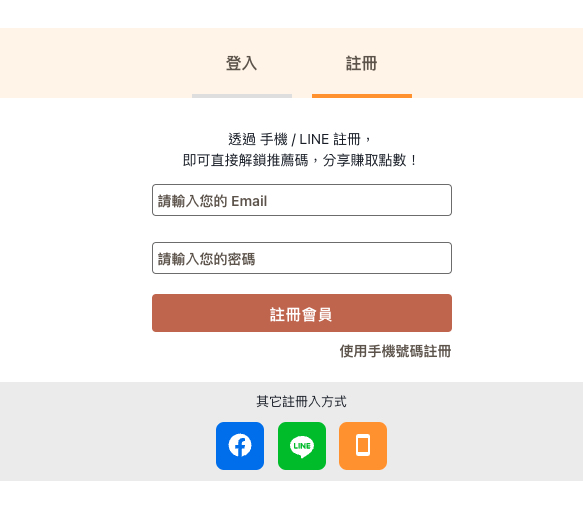 登入
註冊
透過 手機 / LINE 註冊，
即可直接解鎖推薦碼，分享賺取點數！
請輸入您的 Email
請輸入您的密碼
註冊會員
使用手機號碼註冊
其它註冊入方式
LINE